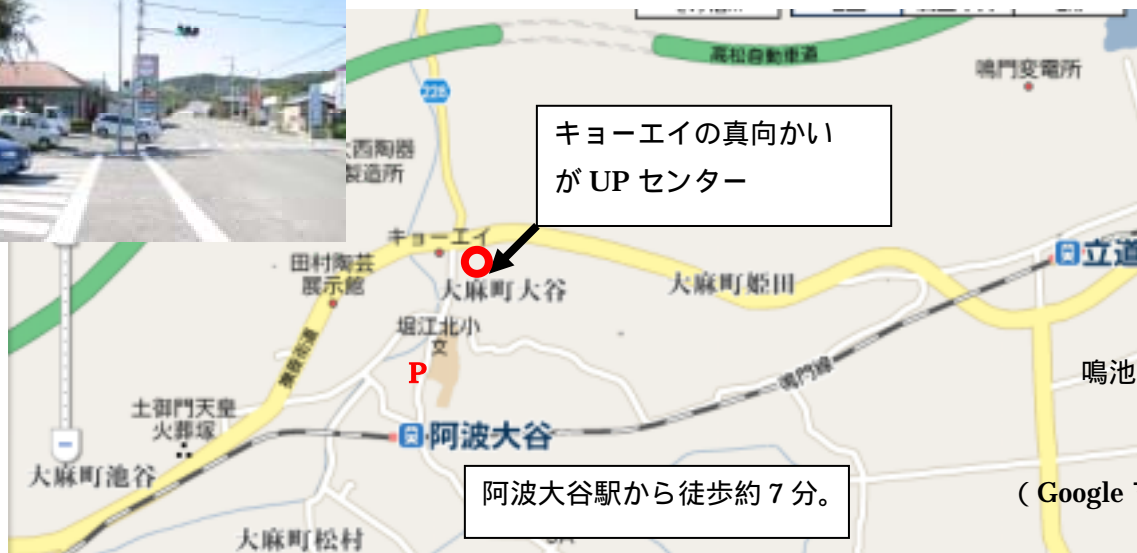 高松自動車道
鳴門変電所
228
キョーエイの真向かい
が UP センター
西陶器
製造所
キョーエイ
田村陶芸
展示館
大麻町大谷
大麻町姫田
立道
堀江北小
文
P
撫養街道
鳴門線
鳴池
土御門天皇
火葬塚
阿波大谷
大麻町池谷
阿波大谷駅から徒歩約 7 分。
（ Google
大麻町松村